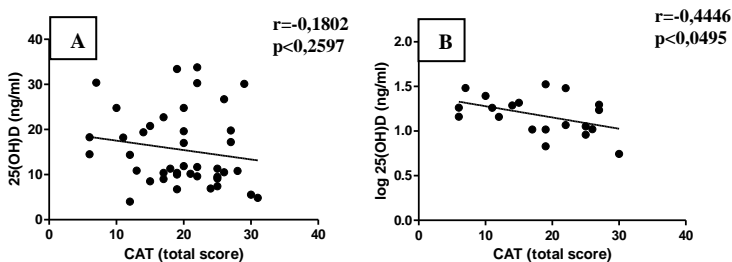 A
r=-0,1802
p<0,2597
25(OH)D (ng/ml)
40
30
20
10
0
0 10 20 30 40
CAT (total score)
B
r=-0,4446
p<0,0495
log 25(OH)D (ng/ml)
2.0
1.5
1.0
0.5
0.0
0 10 20 30 40
CAT (total score)